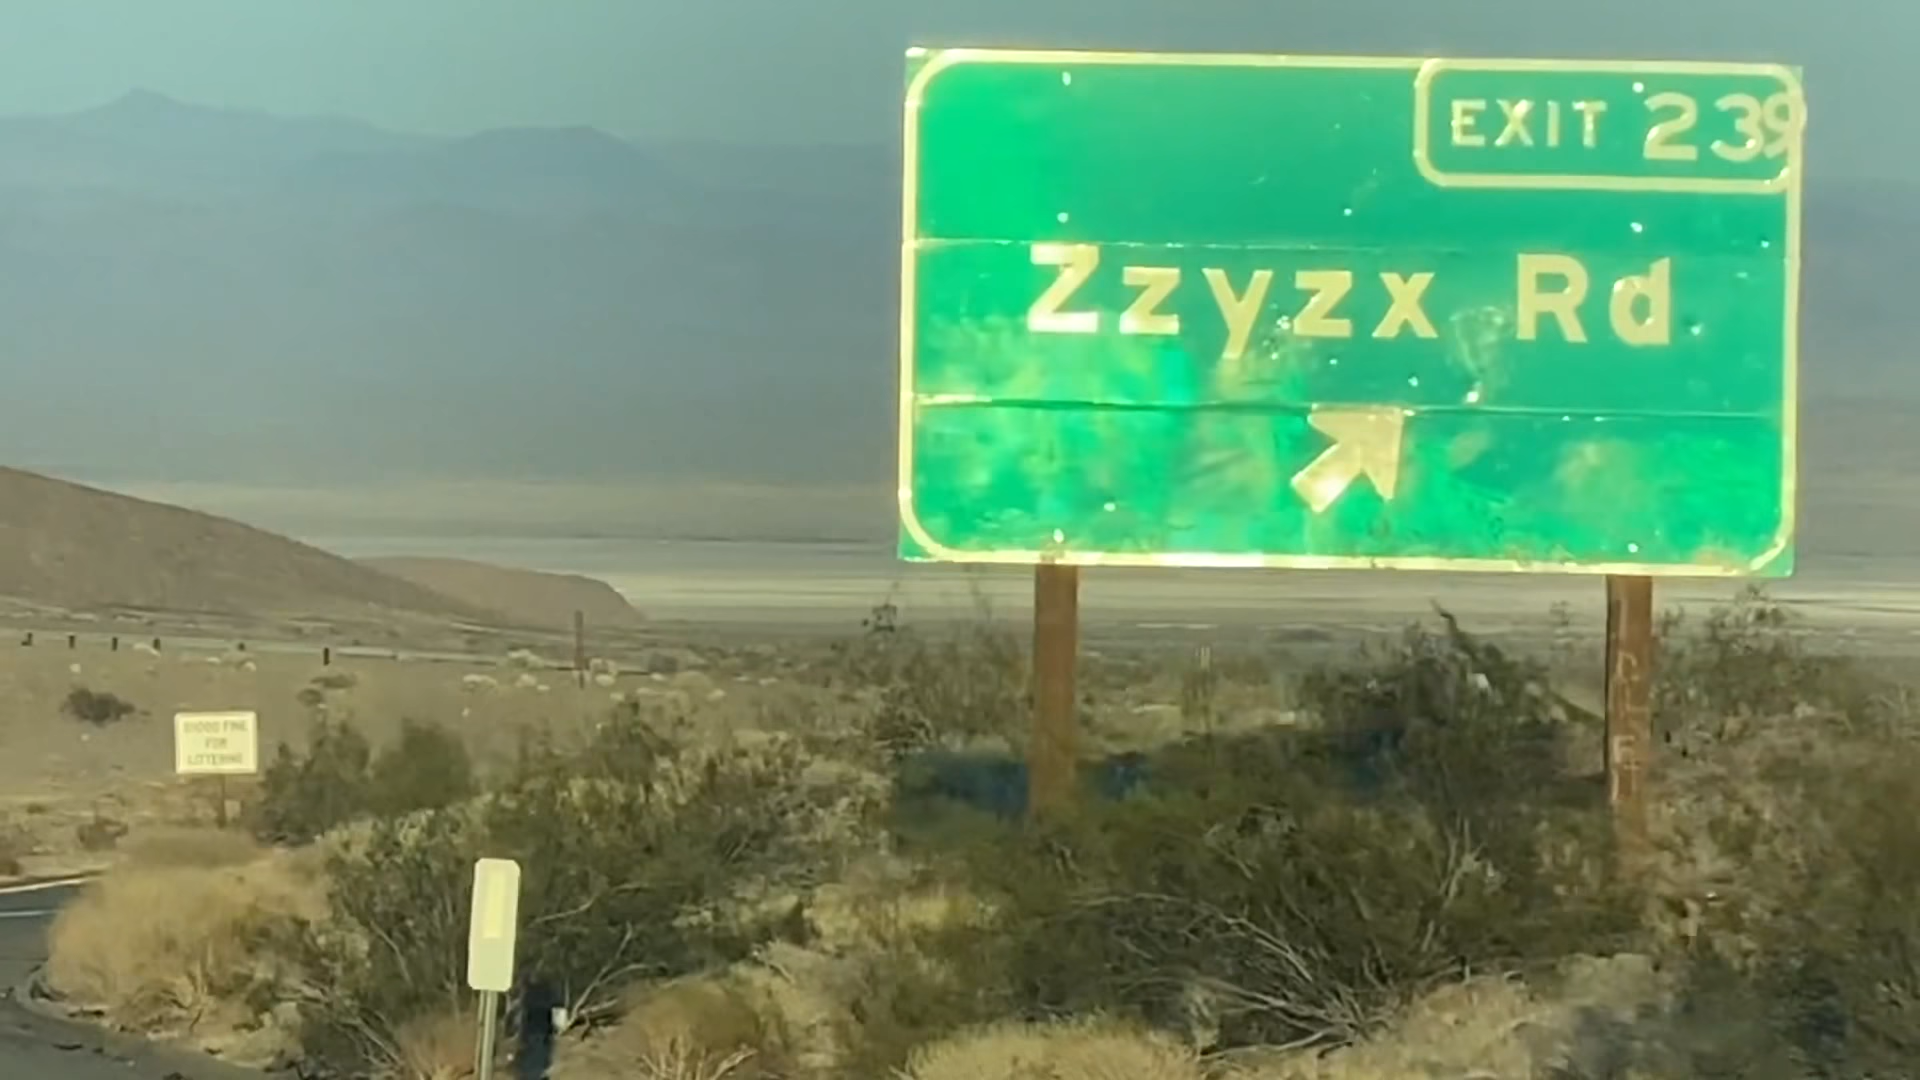 EXIT 239
Zzyzx Rd
$1000 FINE
FOR
LITTERING